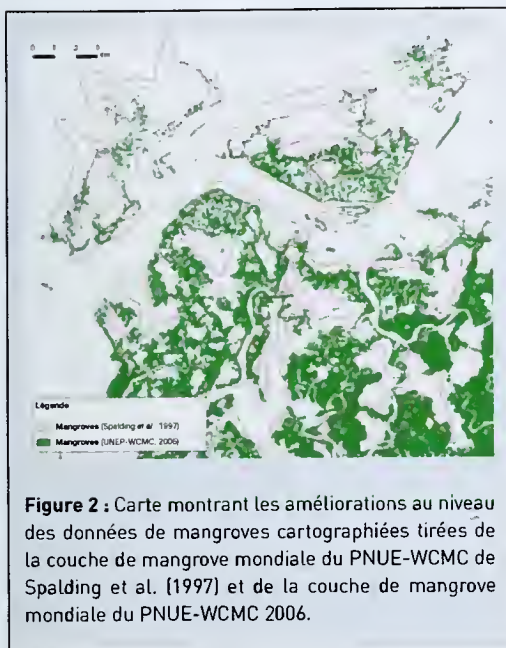 Légende
Mangroves (Spalding et al 1997)
Mangroves (UNEP-WCMC, 2006)
Figure 2 : Carte montrant les améliorations au niveau
des données de mangroves cartographiées tirées de
la couche de mangrove mondiale du PNUE-WCMC de
Spalding et al. (1997) et de la couche de mangrove
mondiale du PNUE-WCMC 2006.